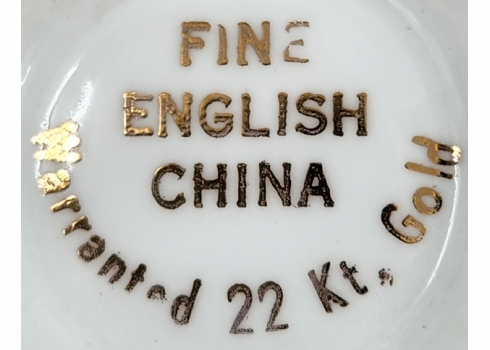 FINE
ENGLISH
CHINA
Warranted 22 Kt. Gold